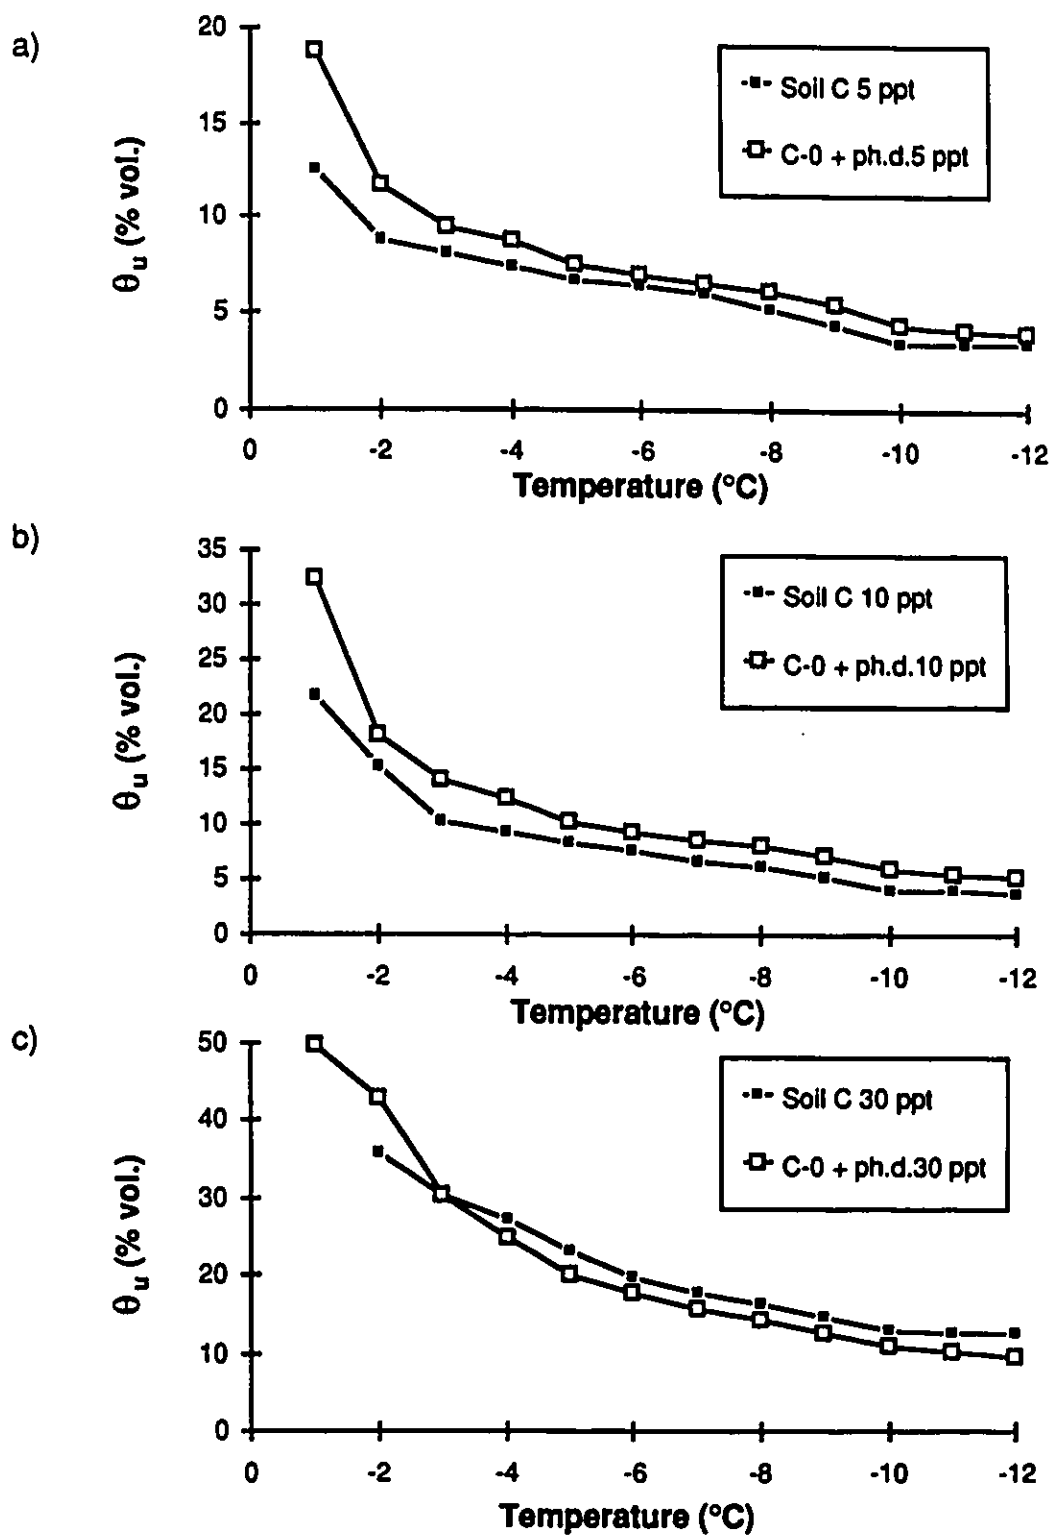 a)
20
15
10
5
0
θu (% vol.)
Soil C 5 ppt
C-0 + ph.d.5 ppt
0 -2 -4 -6 -8 -10 -12
Temperature (°C)
b)
35
30
25
20
15
10
5
0
θu (% vol.)
Soil C 10 ppt
C-0 + ph.d.10 ppt
0 -2 -4 -6 -8 -10 -12
Temperature (°C)
c)
50
40
30
20
10
0
θu (% vol.)
Soil C 30 ppt
C-0 + ph.d.30 ppt
0 -2 -4 -6 -8 -10 -12
Temperature (°C)